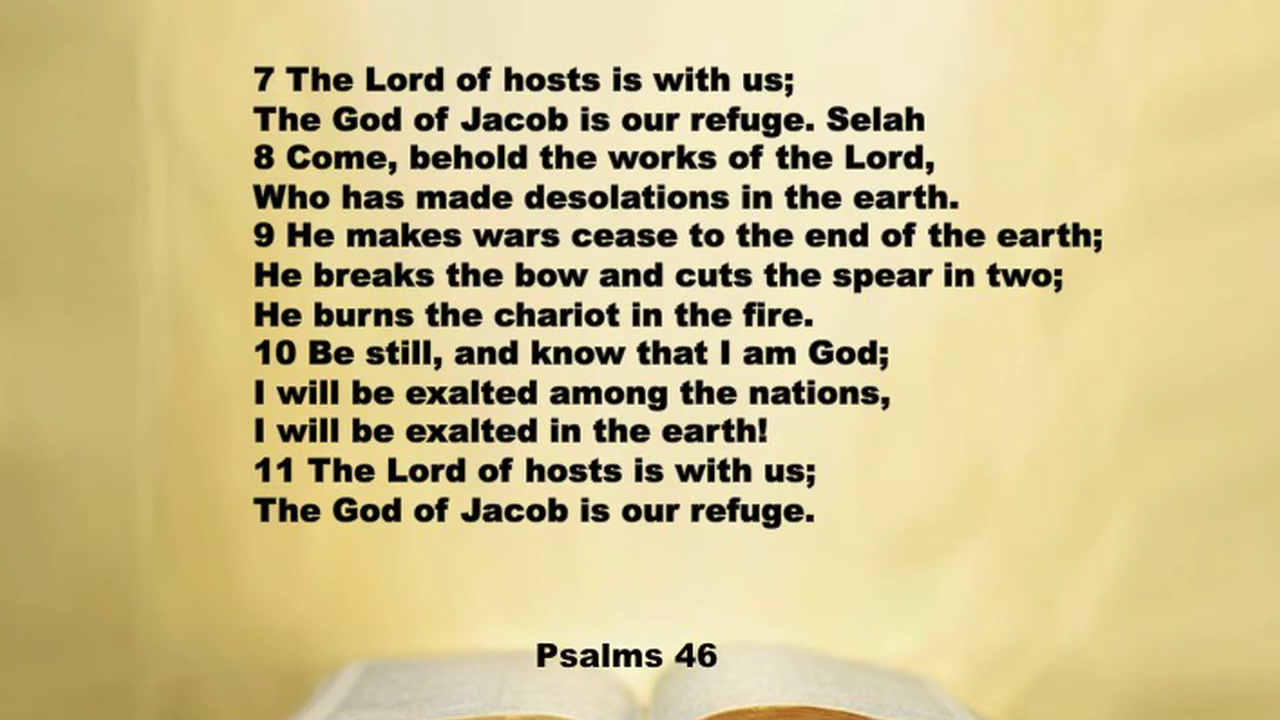 7 The Lord of hosts is with us;
The God of Jacob is our refuge. Selah
8 Come, behold the works of the Lord,
Who has made desolations in the earth.
9 He makes wars cease to the end of the earth;
He breaks the bow and cuts the spear in two;
He burns the chariot in the fire.
10 Be still, and know that I am God;
I will be exalted among the nations,
I will be exalted in the earth!
11 The Lord of hosts is with us;
The God of Jacob is our refuge.
Psalms 46